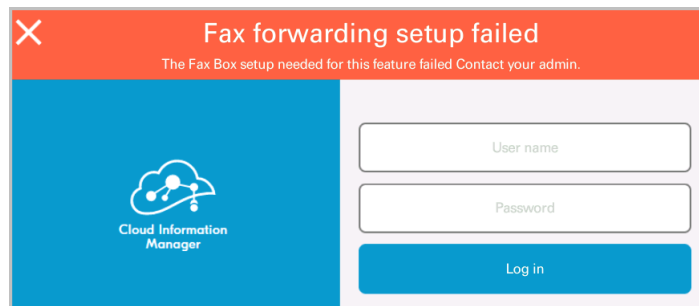 Fax forwarding setup failed
The Fax Box setup needed for this feature failed Contact your admin.
User name
Password
Log in
Cloud Information
Manager